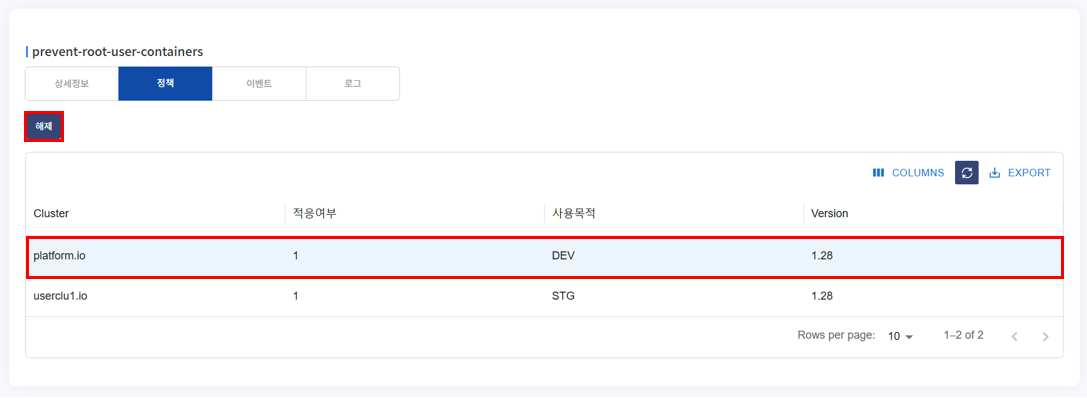 prevent-root-user-containers
상세정보 정책 이벤트 로그
해제
COLUMNS EXPORT
Cluster 적응여부 사용목적 Version
platform.io 1 DEV 1.28
userclu1.io 1 STG 1.28
Rows per page: 10 1–2 of 2